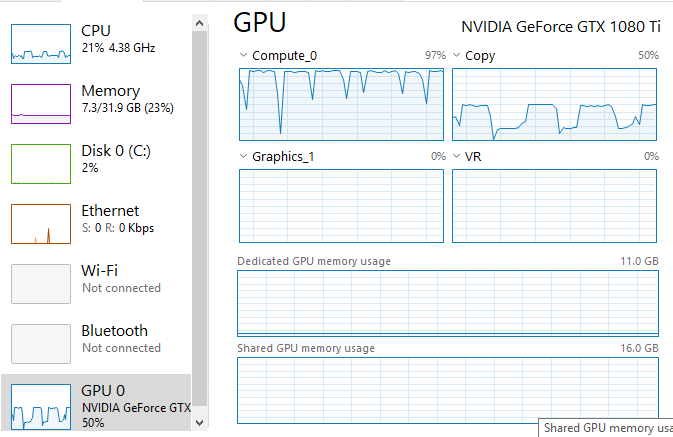 CPU
21% 4.38 GHz
Memory
7.3/31.9 GB (23%)
Disk 0 (C:)
2%
Ethernet
S: 0 R: 0 Kbps
Wi-Fi
Not connected
Bluetooth
Not connected
GPU 0
NVIDIA GeForce GTX
50%
GPU NVIDIA GeForce GTX 1080 Ti
Compute_0 97% Copy 50%
Graphics_1 0% VR 0%
Dedicated GPU memory usage 11.0 GB
Shared GPU memory usage 16.0 GB
Shared GPU memory usa